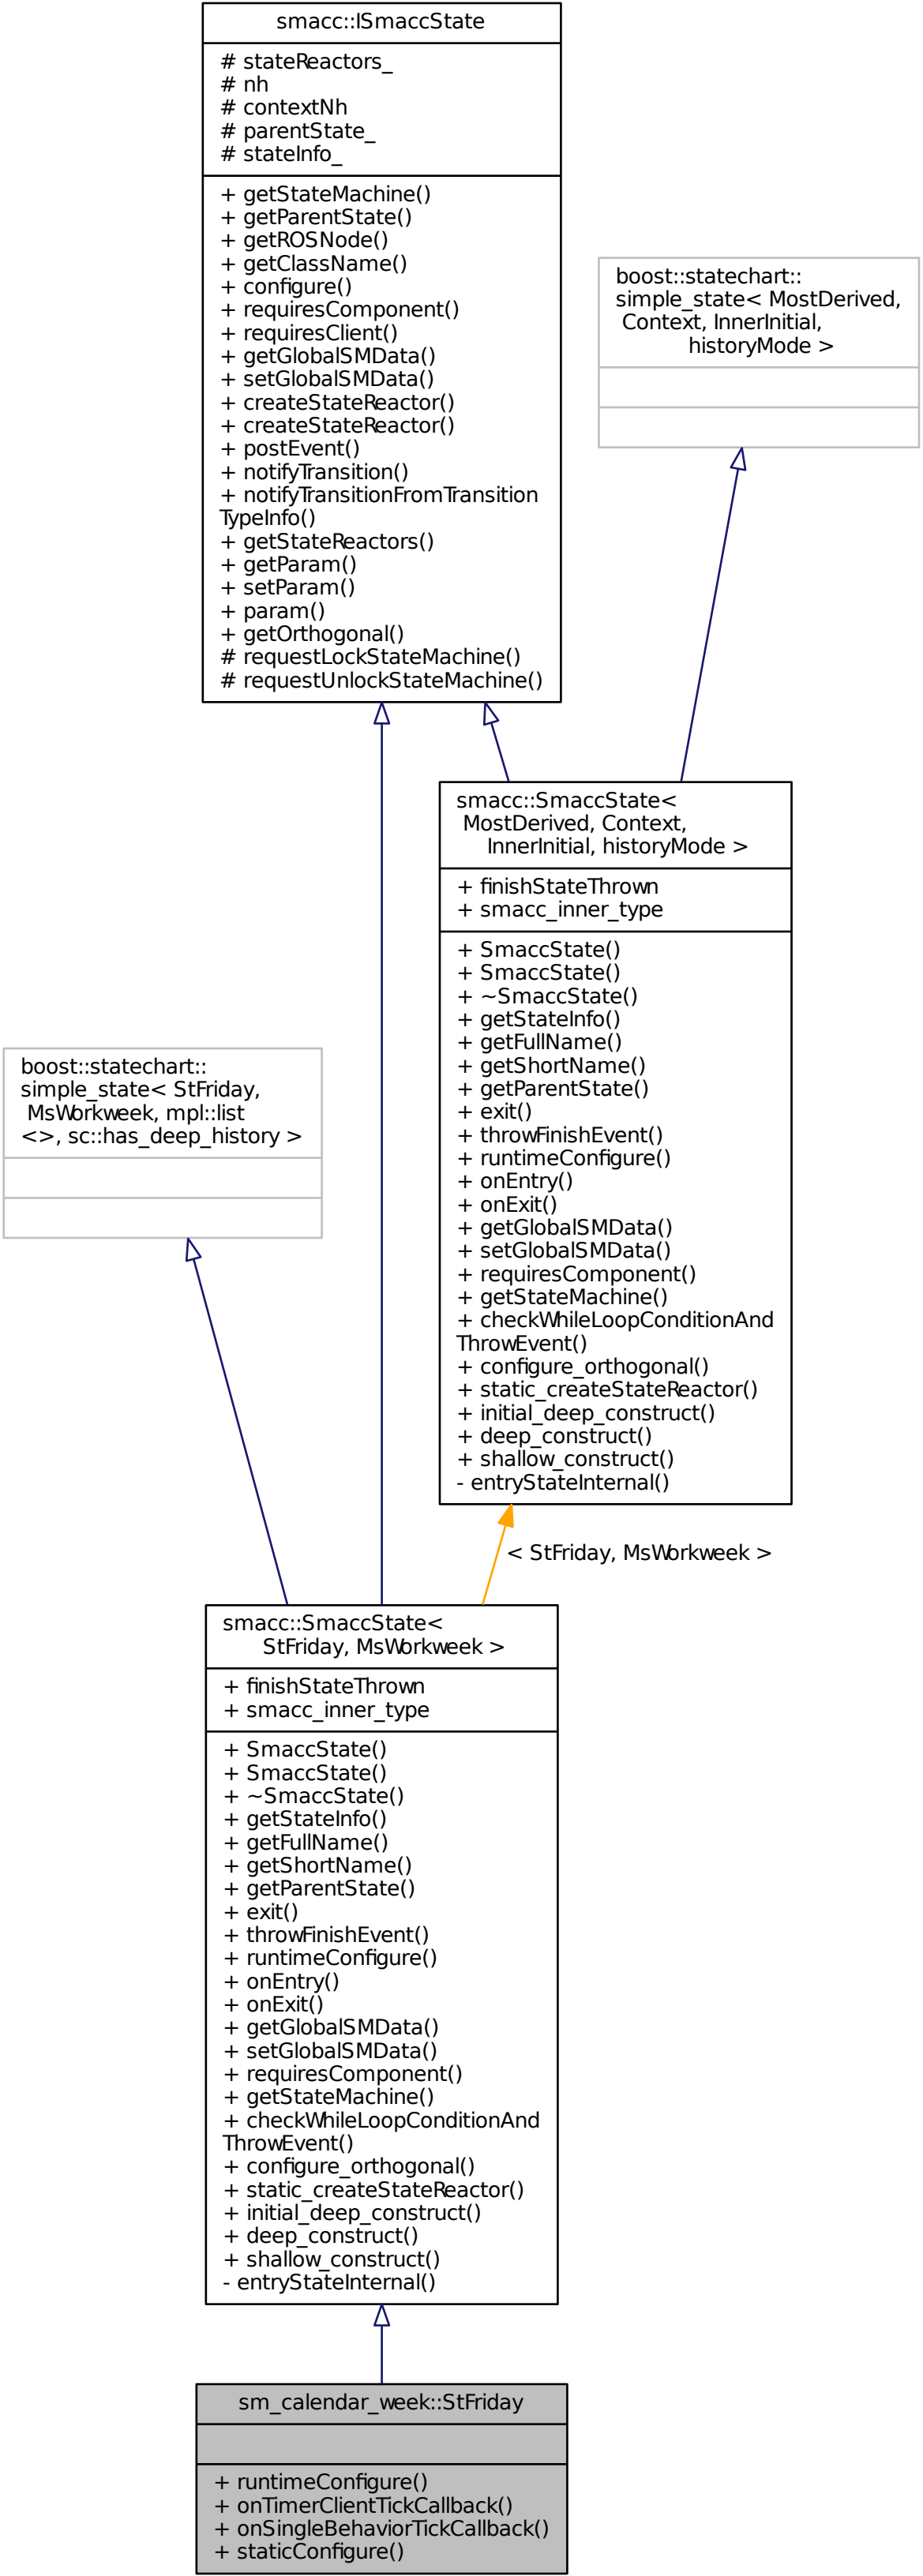 smacc::ISmaccState
# stateReactors_
# nh
# contextNh
# parentState_
# stateInfo_
+ getStateMachine()
+ getParentState()
+ getROSNode()
+ getClassName()
+ configure()
+ requiresComponent()
+ requiresClient()
+ getGlobalSMData()
+ setGlobalSMData()
+ createStateReactor()
+ createStateReactor()
+ postEvent()
+ notifyTransition()
+ notifyTransitionFromTransition
TypeInfo()
+ getStateReactors()
+ getParam()
+ setParam()
+ param()
+ getOrthogonal()
# requestLockStateMachine()
# requestUnlockStateMachine()
boost::statechart::
simple_state< MostDerived,
Context, InnerInitial,
historyMode >
smacc::SmaccState<
MostDerived, Context,
InnerInitial, historyMode >
+ finishStateThrown
+ smacc_inner_type
+ SmaccState()
+ SmaccState()
+ ~SmaccState()
+ getStateInfo()
+ getFullName()
+ getShortName()
+ getParentState()
+ exit()
+ throwFinishEvent()
+ runtimeConfigure()
+ onEntry()
+ onExit()
+ getGlobalSMData()
+ setGlobalSMData()
+ requiresComponent()
+ getStateMachine()
+ checkWhileLoopConditionAnd
ThrowEvent()
+ configure_orthogonal()
+ static_createStateReactor()
+ initial_deep_construct()
+ deep_construct()
+ shallow_construct()
- entryStateInternal()
boost::statechart::
simple_state< StFriday,
MsWorkweek, mpl::list
<>, sc::has_deep_history >
< StFriday, MsWorkweek >
smacc::SmaccState<
StFriday, MsWorkweek >
+ finishStateThrown
+ smacc_inner_type
+ SmaccState()
+ SmaccState()
+ ~SmaccState()
+ getStateInfo()
+ getFullName()
+ getShortName()
+ getParentState()
+ exit()
+ throwFinishEvent()
+ runtimeConfigure()
+ onEntry()
+ onExit()
+ getGlobalSMData()
+ setGlobalSMData()
+ requiresComponent()
+ getStateMachine()
+ checkWhileLoopConditionAnd
ThrowEvent()
+ configure_orthogonal()
+ static_createStateReactor()
+ initial_deep_construct()
+ deep_construct()
+ shallow_construct()
- entryStateInternal()
sm_calendar_week::StFriday
+ runtimeConfigure()
+ onTimerClientTickCallback()
+ onSingleBehaviorTickCallback()
+ staticConfigure()